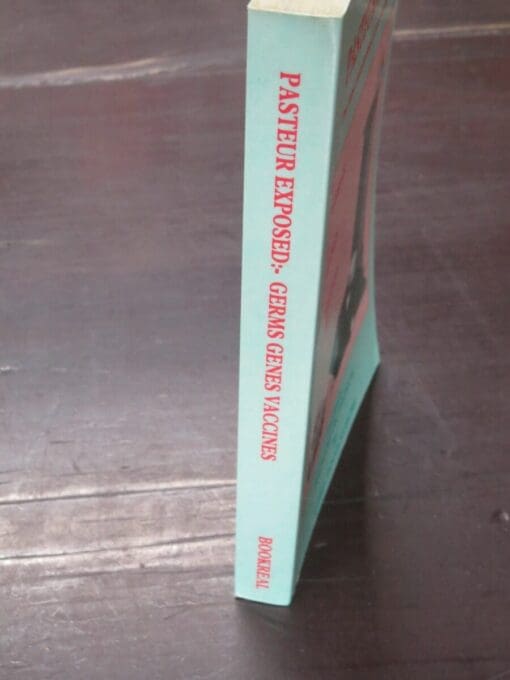 PASTEUR EXPOSED:- GERMS GENES VACCINES
BOOKREAL